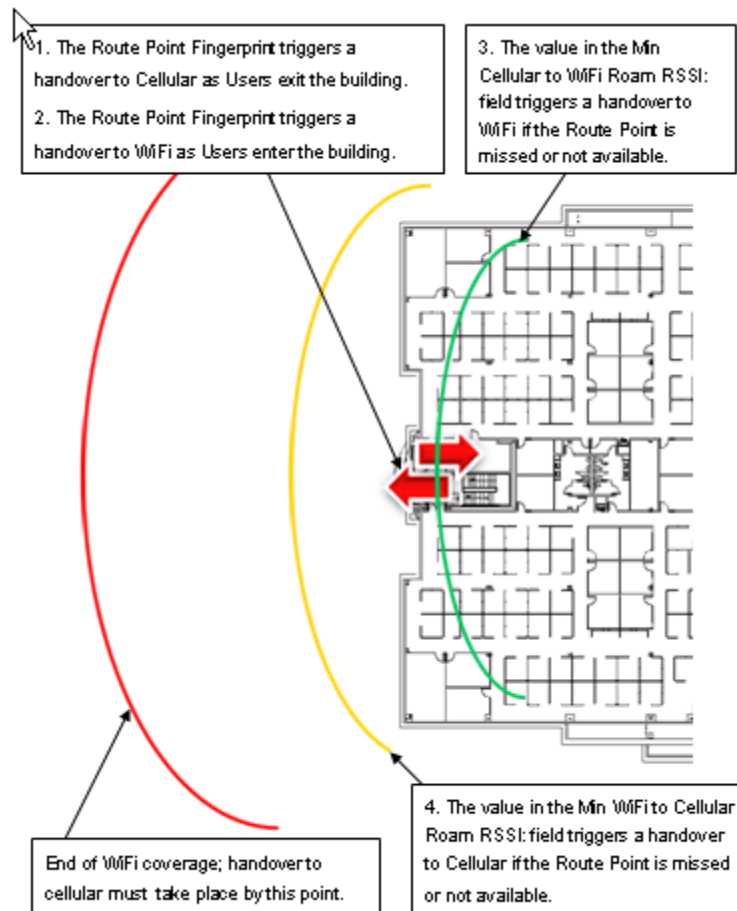 1. The Route Point Fingerprint triggers a
handover to Cellular as Users exit the building.
2. The Route Point Fingerprint triggers a
handover to WiFi as Users enter the building.
3. The value in the Min
Cellular to WiFi Roam RSSI:
field triggers a handover to
WiFi if the Route Point is
missed or not available.
4. The value in the Min WiFi to Cellular
Roam RSSI: field triggers a handover
to Cellular if the Route Point is missed
or not available.
End of WiFi coverage; handover to
cellular must take place by this point.